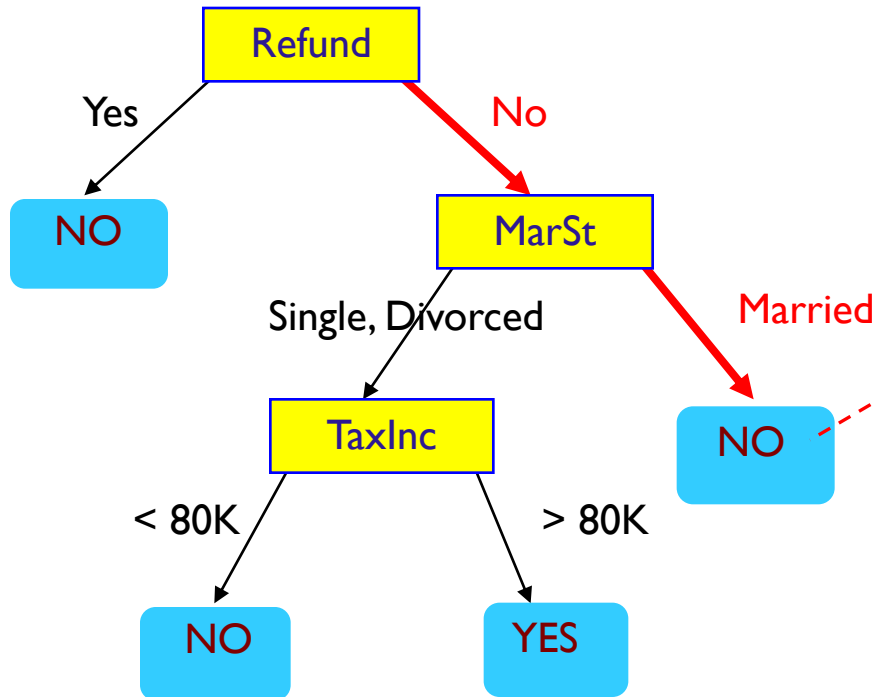 Refund
Yes
No
NO
MarSt
Single, Divorced
Married
TaxInc
NO
< 80K
> 80K
NO
YES